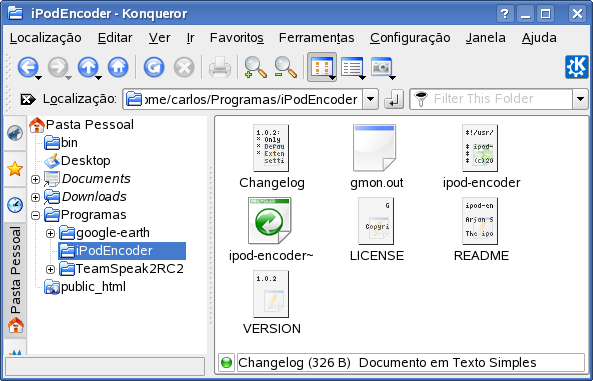 iPodEncoder - Konqueror
Localização Editar Ver Ir Favoritos Ferramentas Configuração Janela Ajuda
Localização: ome/carlos/Programas/iPodEncoder Filter This Folder
Pasta Pessoal
Pasta Pessoal
bin
Desktop
Documents
Downloads
Programas
google-earth
iPodEncoder
TeamSpeak2RC2
public_html
1.0.2:
* Only
* Defau
* Exten
setti
Changelog
gmon.out
#!/usr/
# ipod-
# (c)20
ipod-encoder
ipod-encoder~
G
Copyri
LICENSE
ipod-en
Arjan S
The ipo
README
1.0.2
VERSION
Changelog (326 B) Documento em Texto Simples